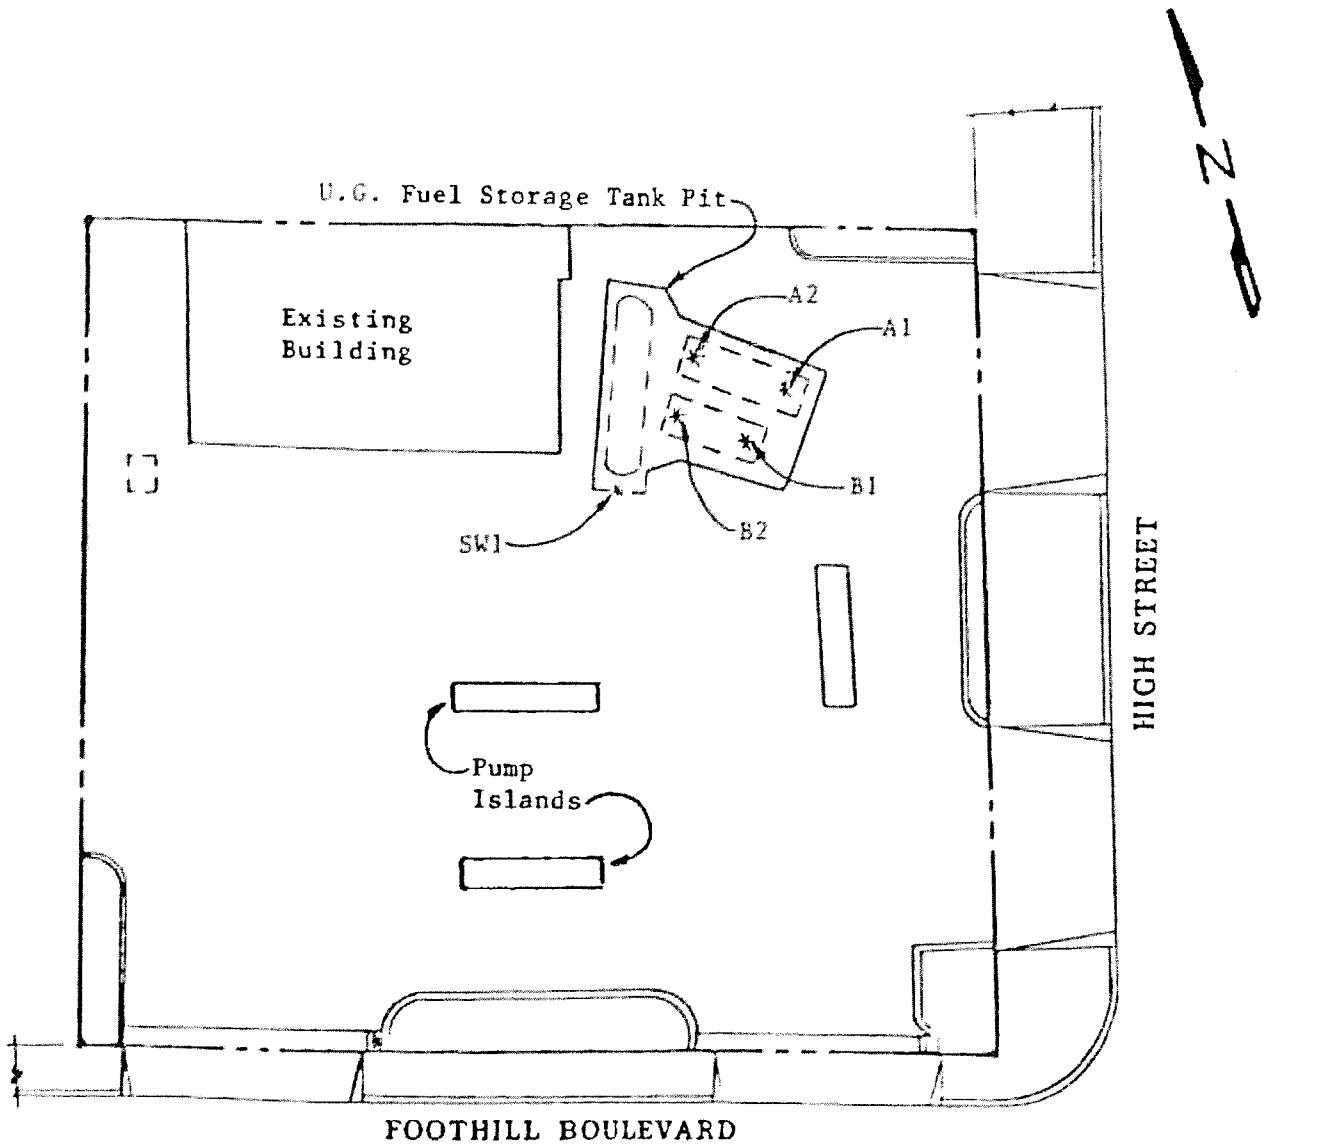 N
U.G. Fuel Storage Tank Pit
A2
A1
Existing
Building
B1
B2
SW1
HIGH STREET
Pump
Islands
FOOTHILL BOULEVARD